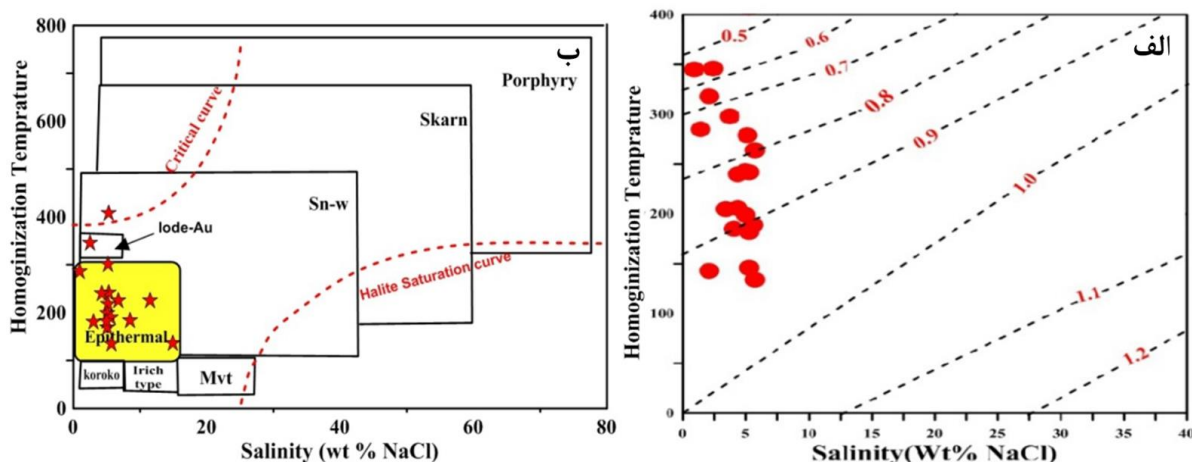 ب
800
600
400
200
0
Homoginization Temprature
Critical curve
Porphyry
Skarn
Sn-w
lode-Au
Halite Saturation curve
Epithermal
koroko
Irich
type
Mvt
0
20
40
60
80
Salinity (wt % NaCl)
الف
400
300
200
100
0
Homoginization Temprature
0.5
0.6
0.7
0.8
0.9
1.0
1.1
1.2
0
5
10
15
20
25
30
35
40
Salinity(Wt% NaCl)